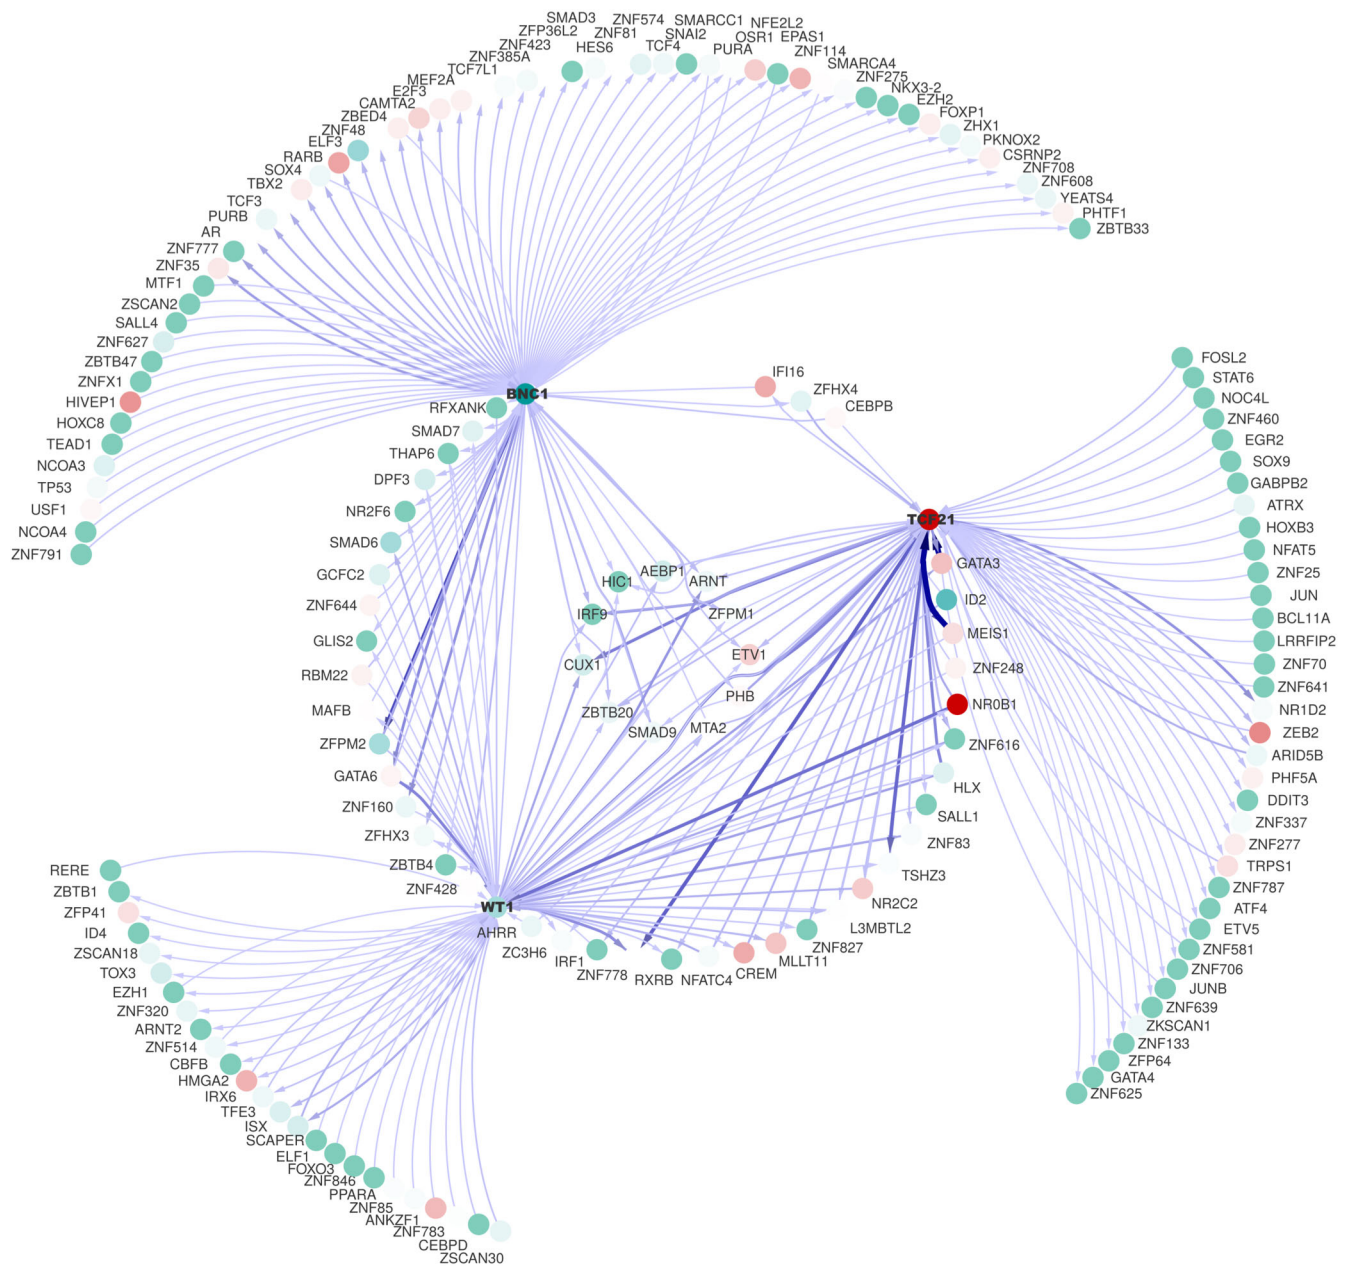 SMAD3
ZFP36L2
ZNF574
ZNF81
HES6
SMARCC1
SNAI2
TCF4
NFE2L2
OSR1
PURA
EPAS1
ZNF114
ZNF423
ZNF385A
TCF7L1
MEF2A
E2F3
CAMTA2
ZBED4
ZNF48
ELF3
RARB
SOX4
TBX2
TCF3
PURB
AR
ZNF777
ZNF35
MTF1
ZSCAN2
SALL4
ZNF627
ZBTB47
ZNFX1
HIVEP1
HOXC8
TEAD1
NCOA3
TP53
USF1
NCOA4
ZNF791
SMARCA4
ZNF275
NKX3-2
EZH2
FOXP1
ZHX1
PKNOX2
CSRNP2
ZNF708
ZNF608
YEATS4
PHTF1
ZBTB33
BNC1
IFI16
ZFHX4
CEBPB
RFXANK
SMAD7
THAP6
DPF3
NR2F6
SMAD6
GCFC2
ZNF644
GLIS2
RBM22
MAFB
ZFPM2
GATA6
ZNF160
ZFHX3
ZBTB4
ZNF428
HIC1
AEBP1
ARNT
IRF9
ZFPM1
CUX1
ETV1
PHB
ZBTB20
SMAD9
MTA2
TCF21
GATA3
ID2
MEIS1
ZNF248
NR0B1
ZNF616
HLX
SALL1
ZNF83
TSHZ3
NR2C2
L3MBTL2
ZNF827
MLLT11
CREM
NFATC4
RXRB
ZNF778
IRF1
ZC3H6
AHRR
WT1
FOSL2
STAT6
NOC4L
ZNF460
EGR2
SOX9
GABPB2
ATRX
HOXB3
NFAT5
ZNF25
JUN
BCL11A
LRRFIP2
ZNF70
ZNF641
NR1D2
ZEB2
ARID5B
PHF5A
DDIT3
ZNF337
ZNF277
TRPS1
ZNF787
ATF4
ETV5
ZNF581
ZNF706
JUNB
ZNF639
ZKSCAN1
ZNF133
ZFP64
GATA4
ZNF625
RERE
ZBTB1
ZFP41
ID4
ZSCAN18
TOX3
EZH1
ZNF320
ARNT2
ZNF514
CBFB
HMGA2
IRX6
TFE3
ISX
SCAPER
ELF1
FOXO3
ZNF846
PPARA
ZNF85
ANKZF1
ZNF783
CEBPD
ZSCAN30